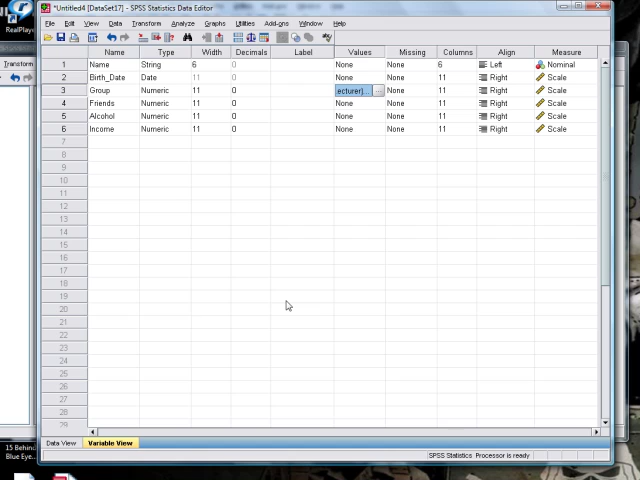 *Untitled4 [DataSet17] - SPSS Statistics Data Editor
RealPlay
File Edit View Data Transform Analyze Graphs Utilities Add-ons Window Help
Transform
Name Type Width Decimals Label Values Missing Columns Align Measure
1 Name String 6 0 None None 6 Left Nominal
2 Birth_Date Date 11 0 None None 11 Right Scale
3 Group Numeric 11 0 ecturer}... ... None 11 Right Scale
4 Friends Numeric 11 0 None None 11 Right Scale
5 Alcohol Numeric 11 0 None None 11 Right Scale
6 Income Numeric 11 0 None None 11 Right Scale
7
8
9
10
11
12
13
14
15
16
17
18
19
20
21
22
23
24
25
26
27
28
29
Data View Variable View
15 Behind
Blue Eye...
SPSS Statistics Processor is ready